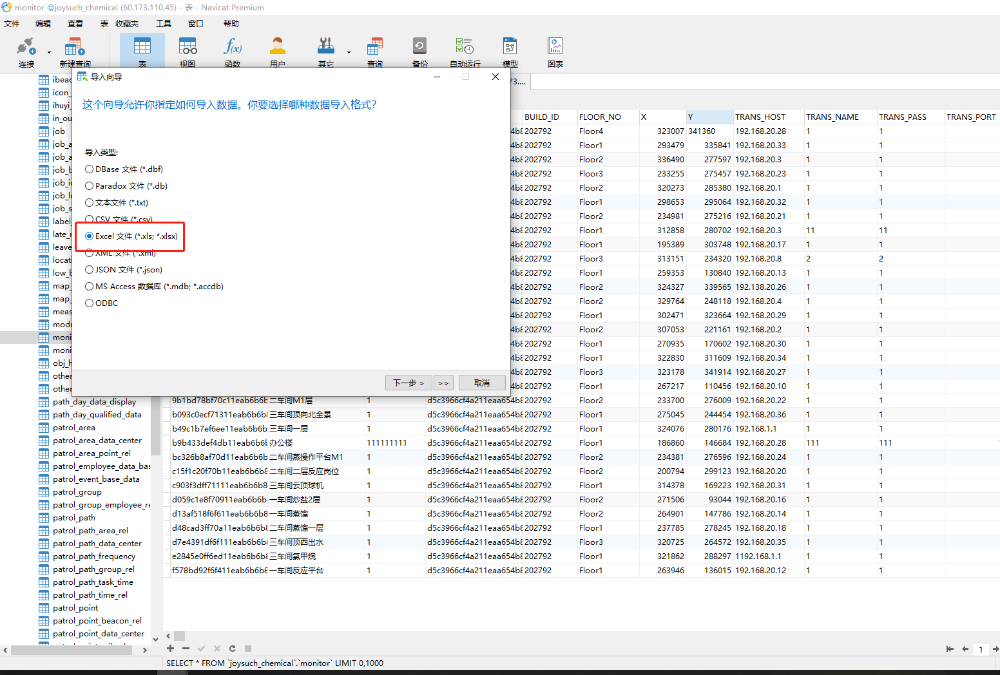 monitor @joysuch_chemical (60.173.110.45) - 表 - Navicat Premium
文件 编辑 查看 表 收藏夹 工具 窗口 帮助
连接 新建查询 表 视图 函数 用户 其它 查询 备份 自动运行 模型 图表
导入向导
这个向导允许你指定如何导入数据。你要选择哪种数据导入格式?
导入类型:
DBase 文件 (*.dbf)
Paradox 文件 (*.db)
文本文件 (*.txt)
CSV 文件 (*.csv)
Excel 文件 (*.xls; *.xlsx)
XML 文件 (*.xml)
JSON 文件 (*.json)
MS Access 数据库 (*.mdb; *.accdb)
ODBC
下一步 > >> 取消
ibeac
icon_
ihuyi_
in_ou
job
job_a
job_a
job_b
job_i
job_l
job_s
label_
late_r
leave
locati
low_b
map_
map_
meas
modu
moni
moni
obj_h
other
other
path_day_data_display
path_day_qualified_data
patrol_area
patrol_area_data_center
patrol_area_point_rel
patrol_employee_data_bas
patrol_event_base_data
patrol_group
patrol_group_employee_re
patrol_path
patrol_path_area_rel
patrol_path_data_center
patrol_path_frequency
patrol_path_group_rel
patrol_path_task_time
patrol_path_time_rel
patrol_point
patrol_point_beacon_rel
patrol_point_data_center
73....
BUILD_ID FLOOR_NO X Y TRANS_HOST TRANS_NAME TRANS_PASS TRANS_PORT
4b8 202792 Floor4 323007 341360 192.168.20.28 1 1
4b8 202792 Floor1 293479 335841 192.168.20.33 1 1
4b8 202792 Floor2 336490 277597 192.168.20.3 1 1
4b8 202792 Floor3 233255 275457 192.168.20.23 1 1
4b8 202792 Floor2 320273 285380 192.168.20.1 1 1
4b8 202792 Floor1 298653 295064 192.168.20.32 1 1
4b8 202792 Floor2 234981 275216 192.168.20.21 1 1
4b8 202792 Floor1 312858 280702 192.168.20.3 11 11
4b8 202792 Floor1 195389 303748 192.168.20.17 1 1
4b8 202792 Floor3 313151 234320 192.168.20.8 2 2
4b8 202792 Floor1 259353 130840 192.168.20.13 1 1
4b8 202792 Floor2 324327 339565 192.138.20.26 1 1
4b8 202792 Floor2 329764 248118 192.168.20.4 1 1
4b8 202792 Floor1 302471 323664 192.168.20.29 1 1
4b8 202792 Floor2 307053 221161 192.168.20.2 1 1
4b8 202792 Floor1 270935 170602 192.168.20.30 1 1
4b8 202792 Floor1 322830 311609 192.168.20.34 1 1
4b8 202792 Floor3 323178 341914 192.168.20.27 1 1
4b8 202792 Floor1 267217 110456 192.168.20.10 1 1
9b1bd78bf70c11eab6b6b 二车间M1层 1 d5c3966cf4a211eaa654b8 202792 Floor2 233700 276009 192.168.20.22 1 1
b093c0ecf71311eab6b6b8 三车间顶向北全景 1 d5c3966cf4a211eaa654b8 202792 Floor1 275045 244454 192.168.20.36 1 1
b49c1b7ef6ee11eab6b6b 三车间一层 1 d5c3966cf4a211eaa654b8 202792 Floor1 324076 280176 192.168.1.1 1 1
b9b433def4db11eab6b6b 办公楼 111111111 d5c3966cf4a211eaa654b8 202792 Floor1 186860 146684 192.168.20.28 111 111
bc326b8af70d11eab6b6b 二车间蒸操作平台M1 1 d5c3966cf4a211eaa654b8 202792 Floor2 234381 276596 192.168.20.24 1 1
c15f1c20f70b11eab6b6b8 二车间二层反应岗位 1 d5c3966cf4a211eaa654b8 202792 Floor2 200794 299123 192.168.20.20 1 1
c903f3dff71111eab6b6b8 三车间云顶球机 1 d5c3966cf4a211eaa654b8 202792 Floor1 314378 169223 192.168.20.31 1 1
d059c1e8f70911eab6b6b 一车间炒盐2层 1 d5c3966cf4a211eaa654b8 202792 Floor2 271506 93044 192.168.20.16 1 1
d13af518f6f611eab6b6b8 一车间蒸馏 1 d5c3966cf4a211eaa654b8 202792 Floor2 264901 147786 192.168.20.14 1 1
d48cad3ff70a11eab6b6b8 二车间蒸馏一层 1 d5c3966cf4a211eaa654b8 202792 Floor1 237785 278245 192.168.20.18 1 1
d7e4391df6f111eab6b6b8 三车间顶西出水 1 d5c3966cf4a211eaa654b8 202792 Floor3 320725 264572 192.168.20.35 1 1
e2845e0ff6ed11eab6b6b8 三车间氯甲烷 1 d5c3966cf4a211eaa654b8 202792 Floor1 321862 288297 1192.168.1.1 1 1
f578bd92f6f411eab6b6b8 一车间反应平台 1 d5c3966cf4a211eaa654b8 202792 Floor1 263946 136015 192.168.20.12 1 1
1
SELECT * FROM `joysuch_chemical`.`monitor` LIMIT 0,1000